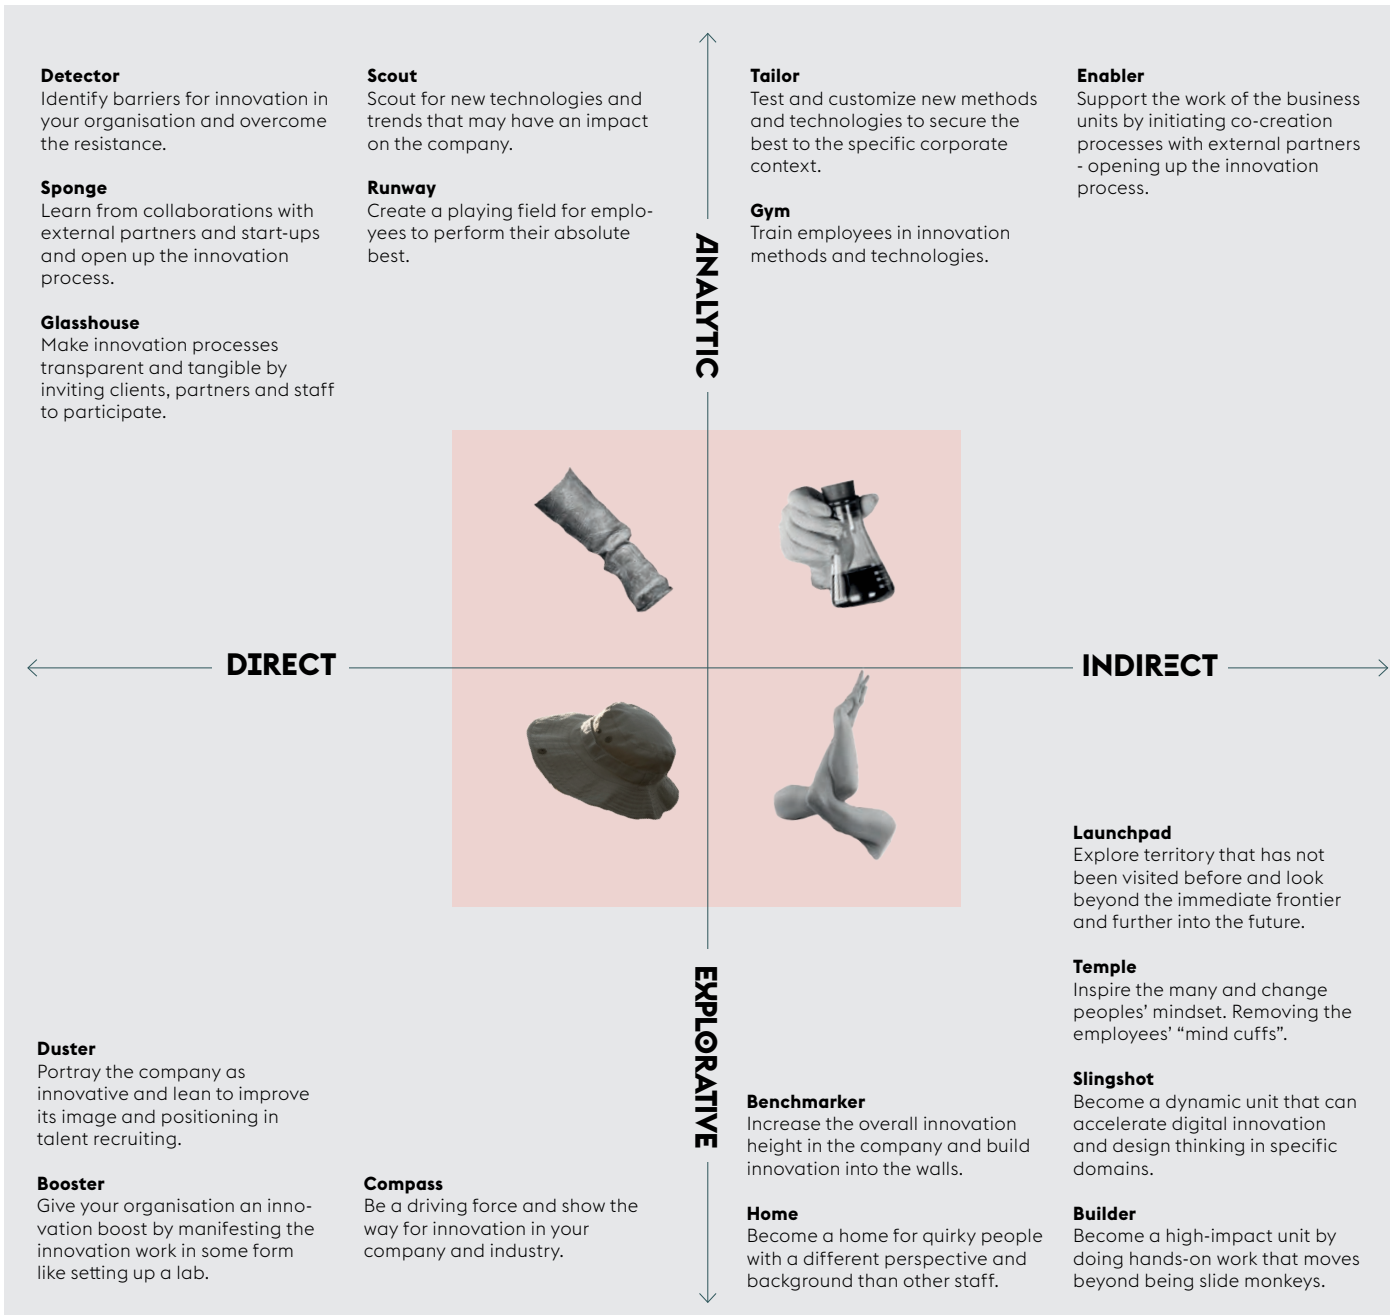 Detector
Identify barriers for innovation in
your organisation and overcome
the resistance.
Sponge
Learn from collaborations with
external partners and start-ups
and open up the innovation
process.
Glasshouse
Make innovation processes
transparent and tangible by
inviting clients, partners and staff
to participate.
Scout
Scout for new technologies and
trends that may have an impact
on the company.
Runway
Create a playing field for emplo-
yees to perform their absolute
best.
ANALYTIC
Tailor
Test and customize new methods
and technologies to secure the
best to the specific corporate
context.
Gym
Train employees in innovation
methods and technologies.
Enabler
Support the work of the business
units by initiating co-creation
processes with external partners
- opening up the innovation
process.
DIRECT
INDIRECT
Duster
Portray the company as
innovative and lean to improve
its image and positioning in
talent recruiting.
Booster
Give your organisation an inno-
vation boost by manifesting the
innovation work in some form
like setting up a lab.
Compass
Be a driving force and show the
way for innovation in your
company and industry.
EXPLORATIVE
Benchmarker
Increase the overall innovation
height in the company and build
innovation into the walls.
Home
Become a home for quirky people
with a different perspective and
background than other staff.
Launchpad
Explore territory that has not
been visited before and look
beyond the immediate frontier
and further into the future.
Temple
Inspire the many and change
peoples’ mindset. Removing the
employees’ “mind cuffs”.
Slingshot
Become a dynamic unit that can
accelerate digital innovation
and design thinking in specific
domains.
Builder
Become a high-impact unit by
doing hands-on work that moves
beyond being slide monkeys.